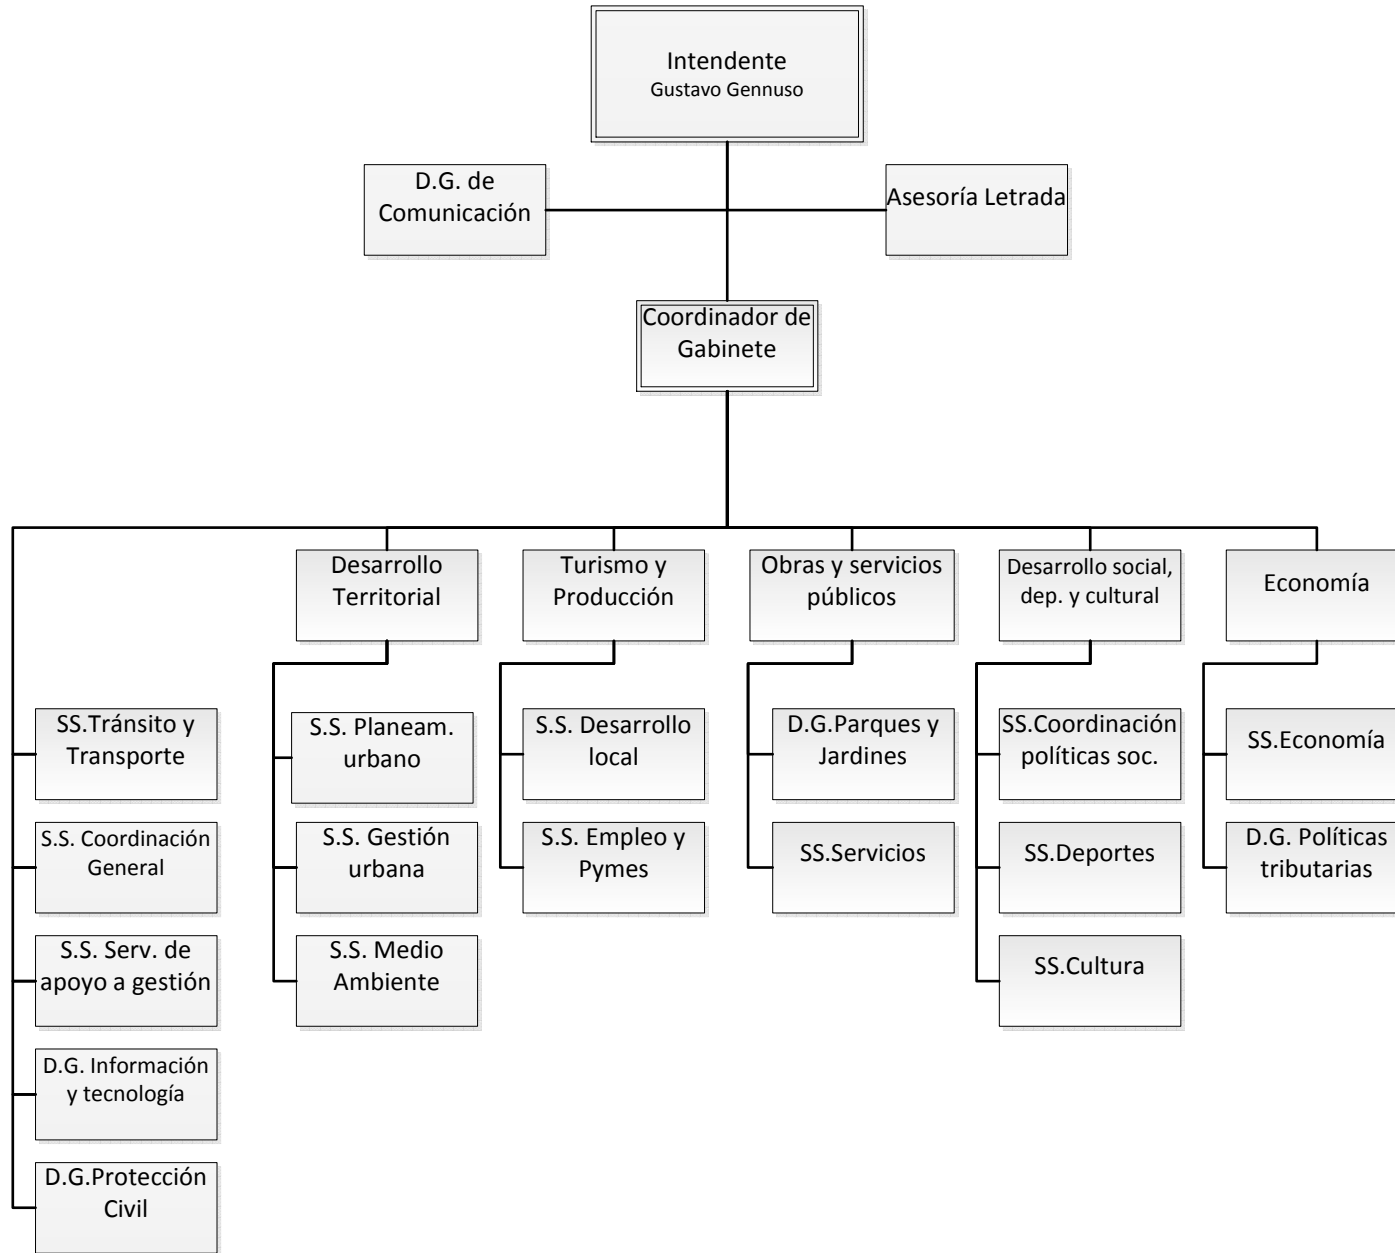 Intendente
Gustavo Gennuso
D.G. de
Comunicación
Asesoría Letrada
Coordinador de
Gabinete
Desarrollo
Territorial
Turismo y
Producción
Obras y servicios
públicos
Desarrollo social,
dep. y cultural
Economía
SS.Tránsito y
Transporte
S.S. Coordinación
General
S.S. Serv. de
apoyo a gestión
D.G. Información
y tecnología
D.G.Protección
Civil
S.S. Planeam.
urbano
S.S. Gestión
urbana
S.S. Medio
Ambiente
S.S. Desarrollo
local
S.S. Empleo y
Pymes
D.G.Parques y
Jardines
SS.Servicios
SS.Coordinación
políticas soc.
SS.Deportes
SS.Cultura
SS.Economía
D.G. Políticas
tributarias